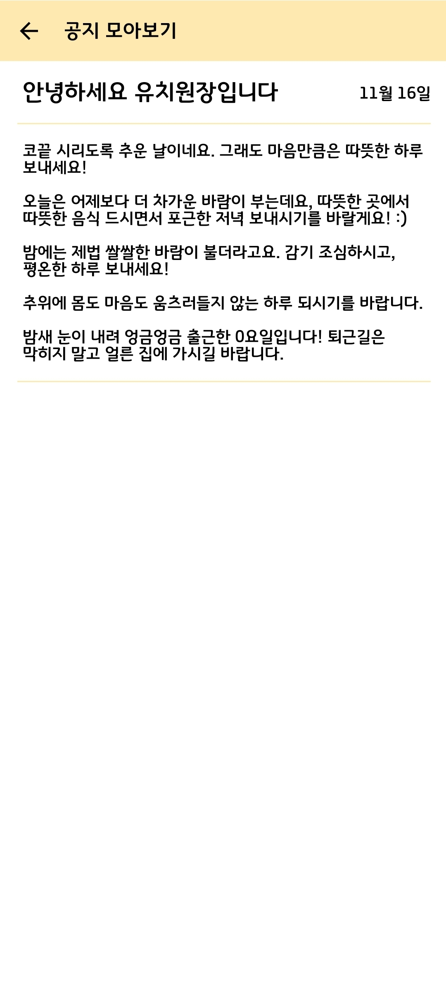 공지 모아보기
안녕하세요 유치원장입니다
11월 16일
코끝 시리도록 추운 날이네요. 그래도 마음만큼은 따뜻한 하루
보내세요!
오늘은 어제보다 더 차가운 바람이 부는데요, 따뜻한 곳에서
따뜻한 음식 드시면서 포근한 저녁 보내시기를 바랄게요! :)
밤에는 제법 쌀쌀한 바람이 불더라고요. 감기 조심하시고,
평온한 하루 보내세요!
추위에 몸도 마음도 움츠러들지 않는 하루 되시기를 바랍니다.
밤새 눈이 내려 엉금엉금 출근한 0요일입니다! 퇴근길은
막히지 말고 얼른 집에 가시길 바랍니다.